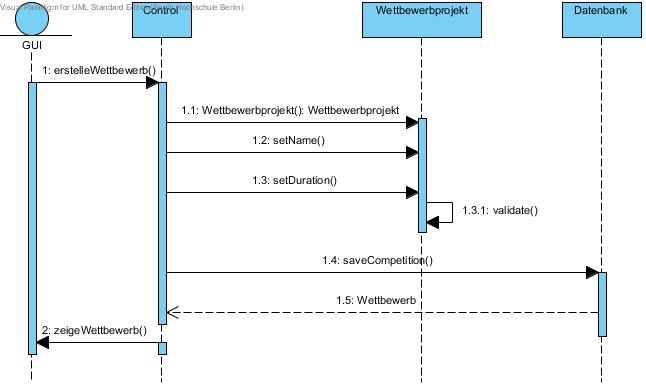 Visual Paradigm for UML Standard Edition( Hochschule Berlin)
Control
Wettbewerbprojekt
Datenbank
GUI
1: erstelleWettbewerb()
1.1: Wettbewerbprojekt(): Wettbewerbprojekt
1.2: setName()
1.3: setDuration()
1.3.1: validate()
1.4: saveCompetition()
1.5: Wettbewerb
2: zeigeWettbewerb()